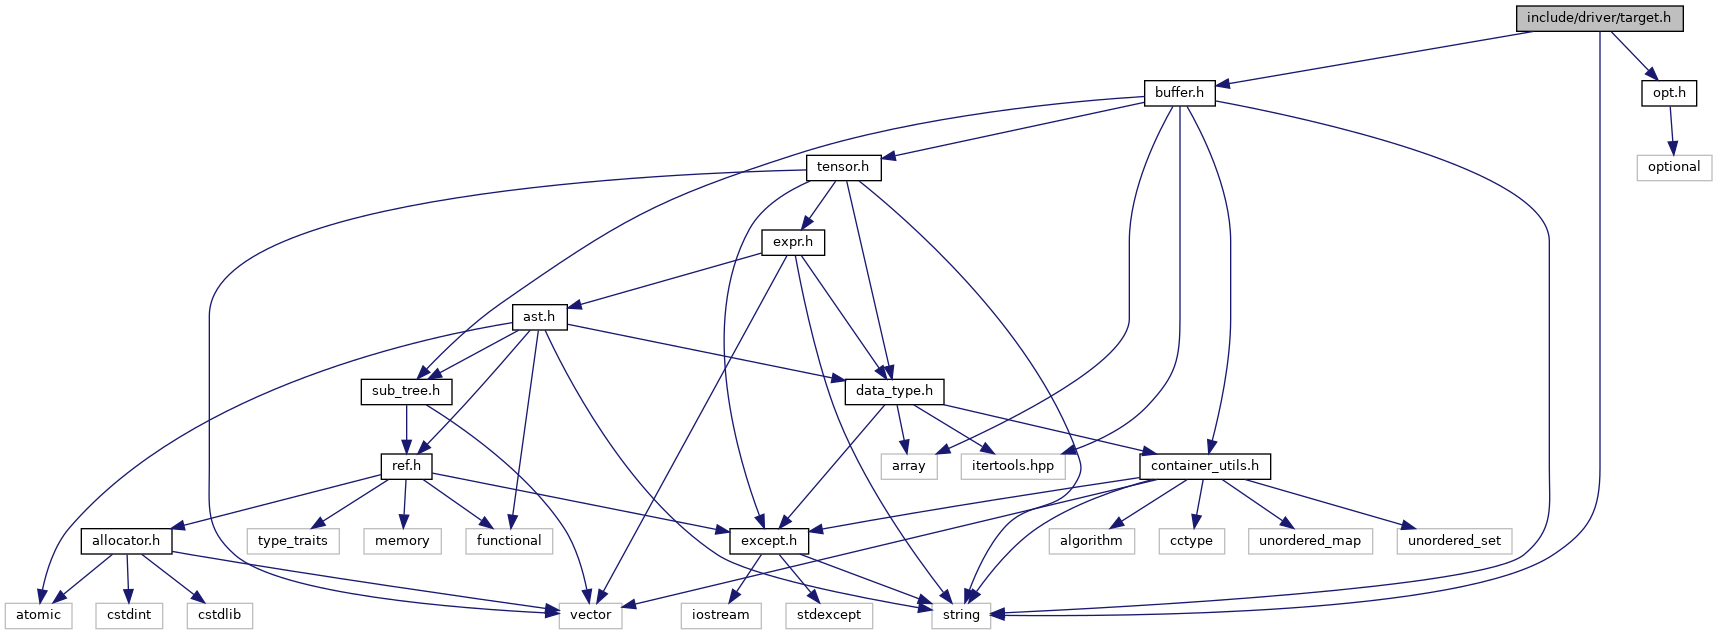 include/driver/target.h
buffer.h
opt.h
tensor.h
optional
expr.h
ast.h
sub_tree.h
data_type.h
ref.h
array
itertools.hpp
container_utils.h
allocator.h
type_traits
memory
functional
except.h
algorithm
cctype
unordered_map
unordered_set
atomic
cstdint
cstdlib
vector
iostream
stdexcept
string